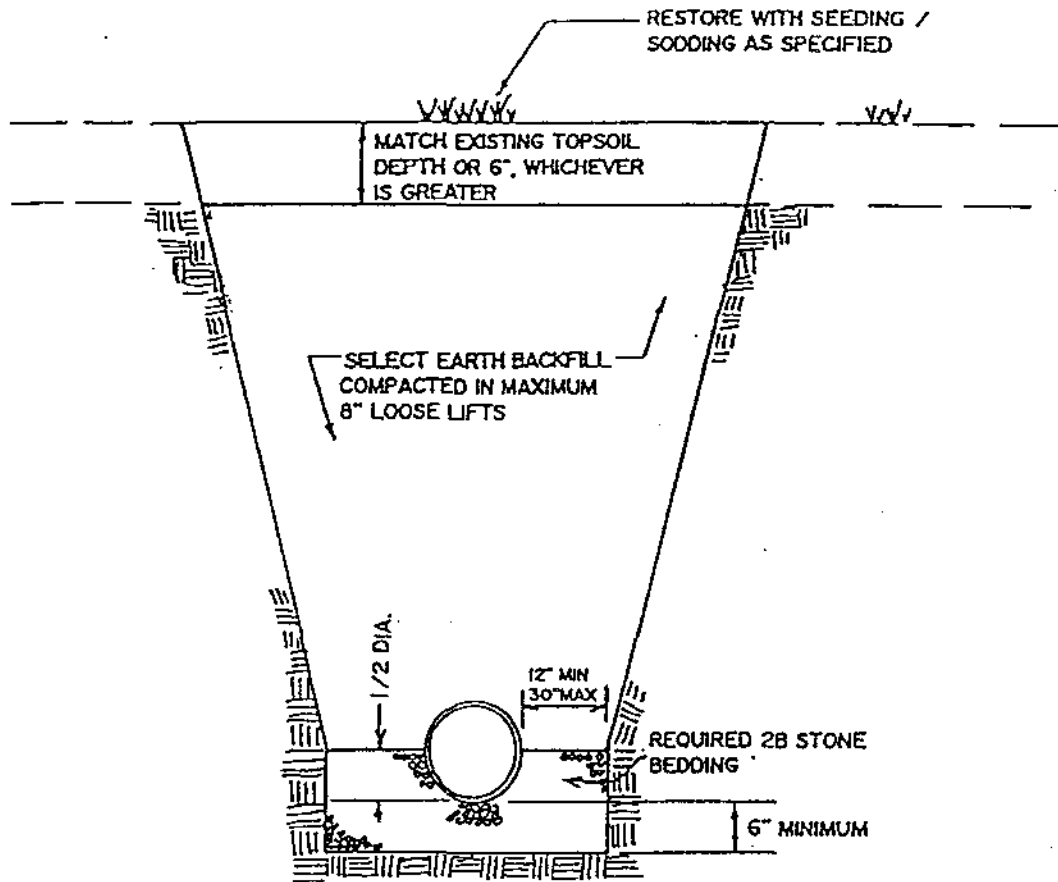 RESTORE WITH SEEDING /
SODDING AS SPECIFIED
MATCH EXISTING TOPSOIL
DEPTH OR 6", WHICHEVER
IS GREATER
SELECT EARTH BACKFILL
COMPACTED IN MAXIMUM
8" LOOSE LIFTS
1/2 DIA.
12" MIN
30"MAX
REQUIRED 2B STONE
BEDDING
6" MINIMUM